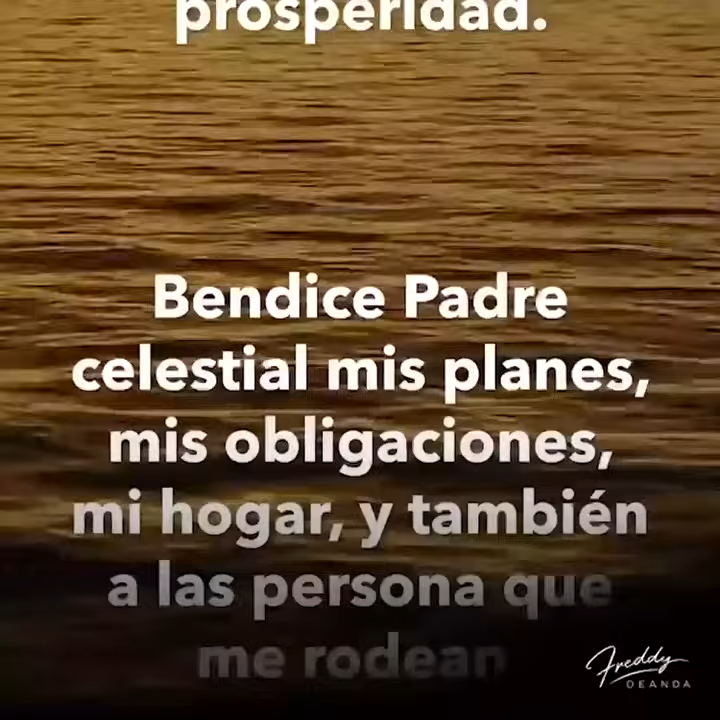 prosperidad.
Bendice Padre
celestial mis planes,
mis obligaciones,
mi hogar, y también
a las persona que
me rodean
Freddy
DEANDA